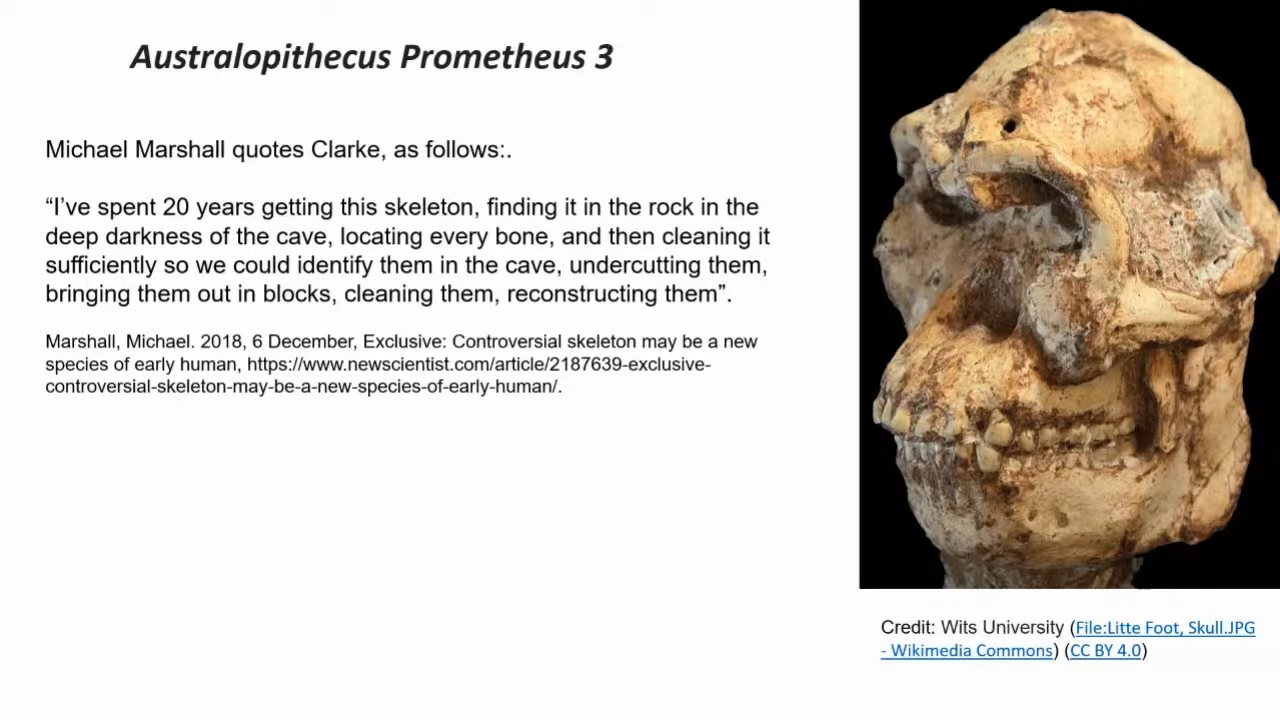 Australopithecus Prometheus 3
Michael Marshall quotes Clarke, as follows:.
“I’ve spent 20 years getting this skeleton, finding it in the rock in the
deep darkness of the cave, locating every bone, and then cleaning it
sufficiently so we could identify them in the cave, undercutting them,
bringing them out in blocks, cleaning them, reconstructing them”.
Marshall, Michael. 2018, 6 December, Exclusive: Controversial skeleton may be a new
species of early human, https://www.newscientist.com/article/2187639-exclusive-
controversial-skeleton-may-be-a-new-species-of-early-human/.
Credit: Wits University (File:Litte Foot, Skull.JPG
- Wikimedia Commons) (CC BY 4.0)